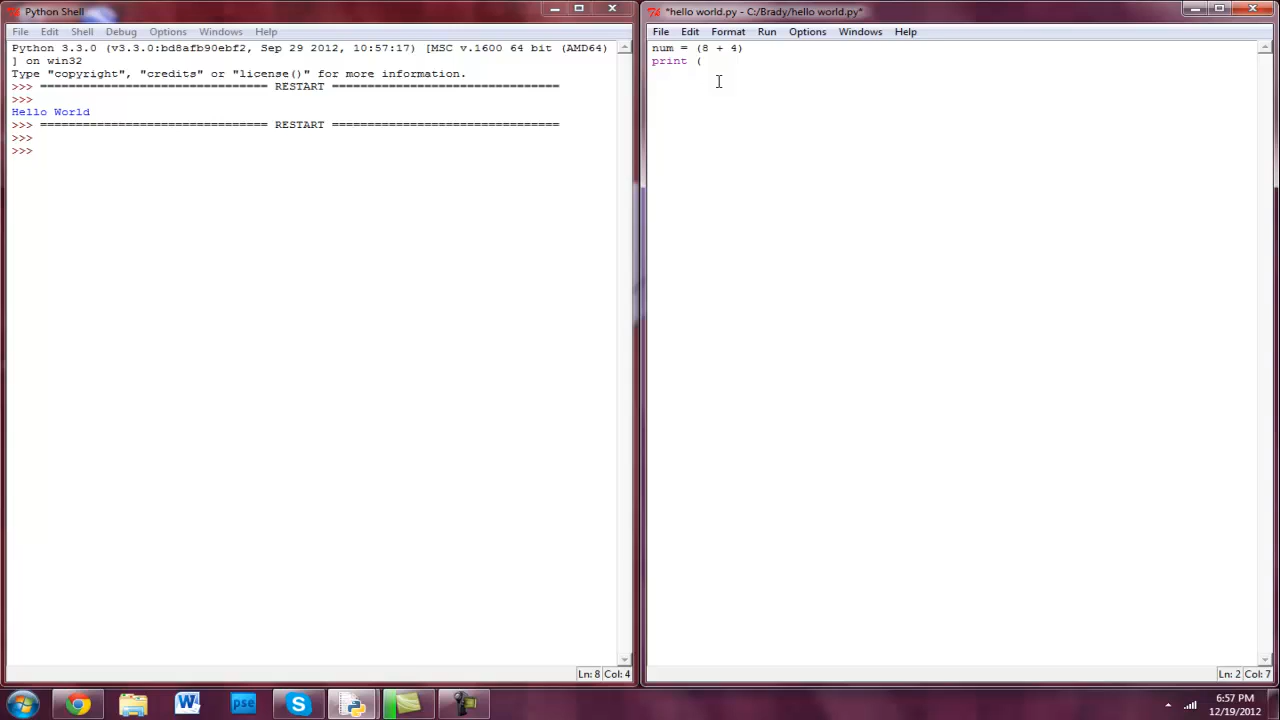 Python Shell
File Edit Shell Debug Options Windows Help
Python 3.3.0 (v3.3.0:bd8afb90ebf2, Sep 29 2012, 10:57:17) [MSC v.1600 64 bit (AMD64)
] on win32
Type "copyright", "credits" or "license()" for more information.
>>> ================================ RESTART ================================
>>>
Hello World
>>> ================================ RESTART ================================
>>>
>>>
Ln: 8 Col: 4
*hello world.py - C:/Brady/hello world.py*
File Edit Format Run Options Windows Help
num = (8 + 4)
print (
Ln: 2 Col: 7
W pse S
6:57 PM
12/19/2012